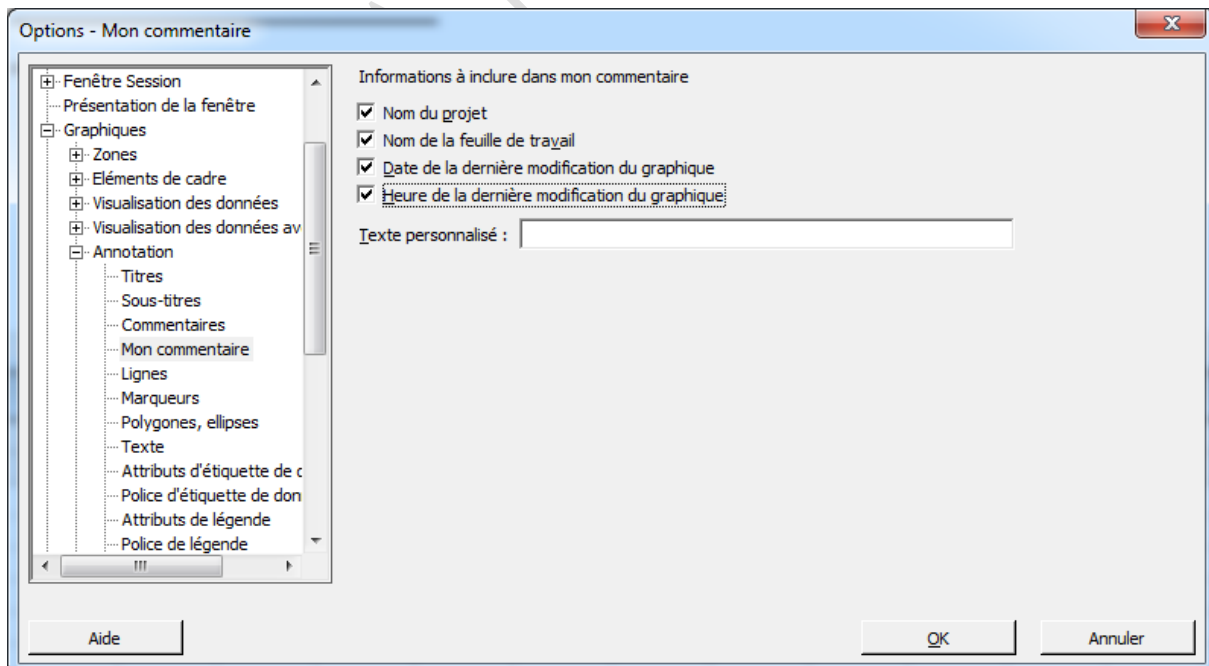 Options - Mon commentaire
Fenêtre Session
Présentation de la fenêtre
Graphiques
Zones
Eléments de cadre
Visualisation des données
Visualisation des données av
Annotation
Titres
Sous-titres
Commentaires
Mon commentaire
Lignes
Marqueurs
Polygones, ellipses
Texte
Attributs d'étiquette de d
Police d'étiquette de don
Attributs de légende
Police de légende
Informations à inclure dans mon commentaire
Nom du projet
Nom de la feuille de travail
Date de la dernière modification du graphique
Heure de la dernière modification du graphique
Texte personnalisé :
Aide
OK
Annuler